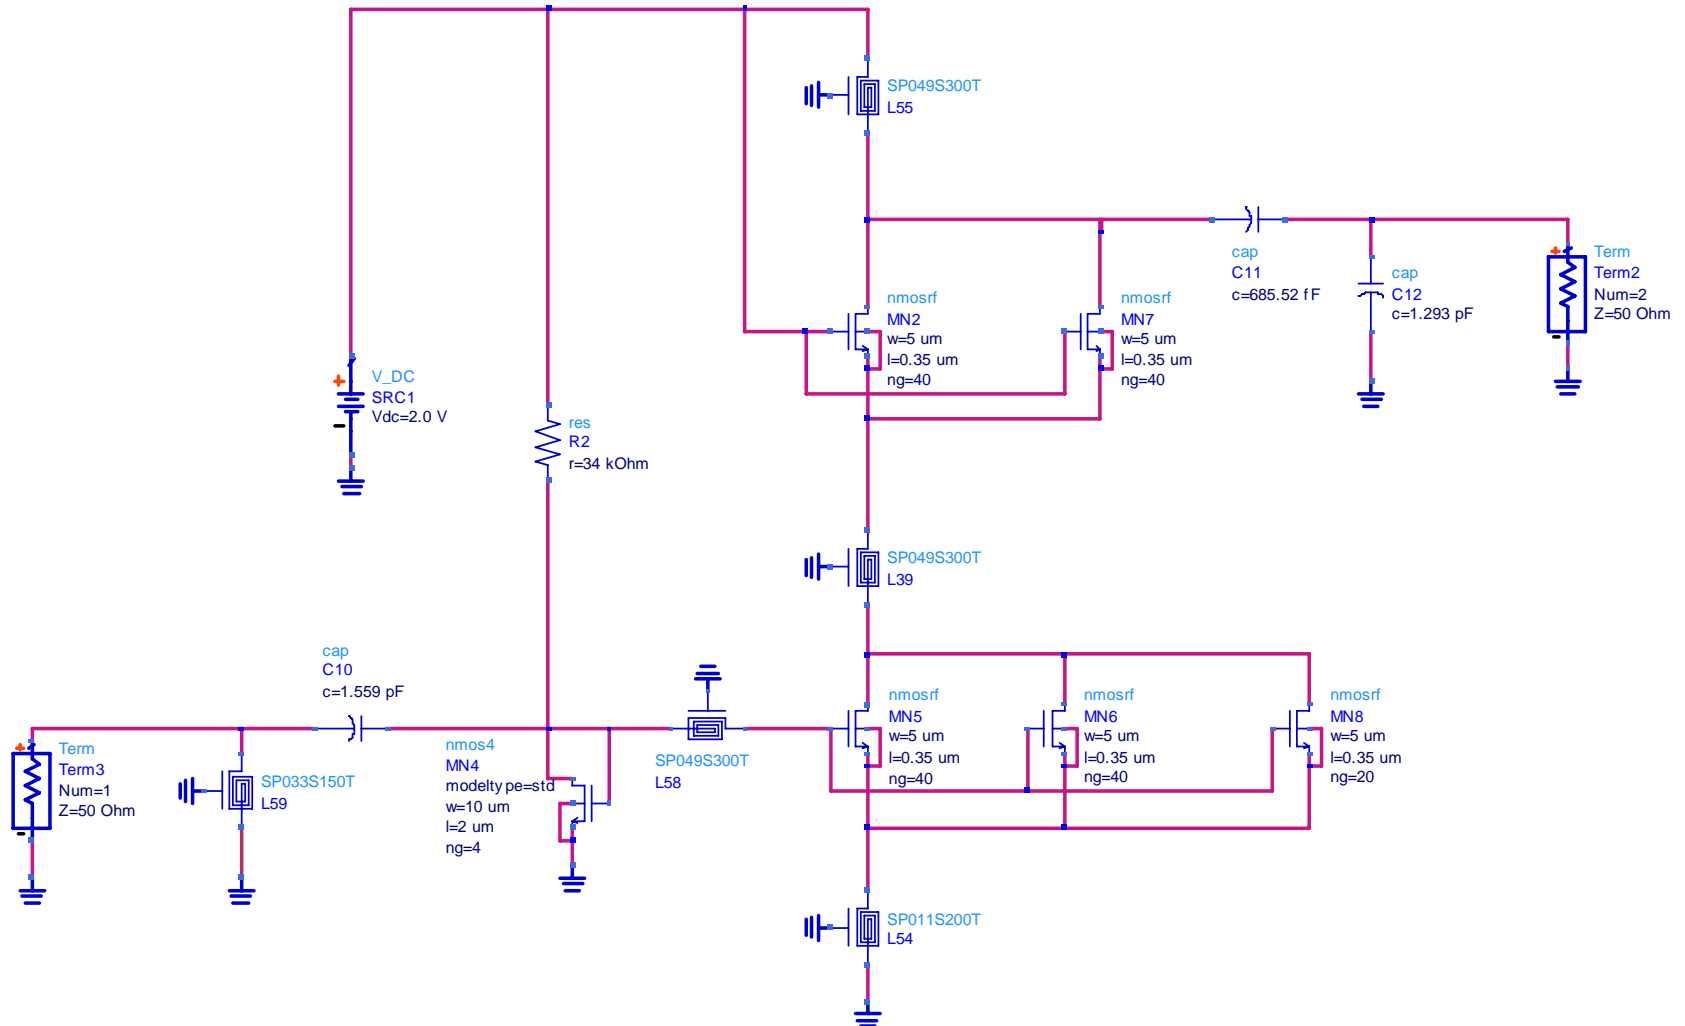 SP049S300T
L55
cap
C11
c=685.52 fF
Term
Term2
Num=2
Z=50 Ohm
cap
C12
c=1.293 pF
nmosrf
MN2
w=5 um
l=0.35 um
ng=40
nmosrf
MN7
w=5 um
l=0.35 um
ng=40
V_DC
SRC1
Vdc=2.0 V
res
R2
r=34 kOhm
SP049S300T
L39
cap
C10
c=1.559 pF
Term
Term3
Num=1
Z=50 Ohm
SP033S150T
L59
nmos4
MN4
modeltype=std
w=10 um
l=2 um
ng=4
SP049S300T
L58
nmosrf
MN5
w=5 um
l=0.35 um
ng=40
nmosrf
MN6
w=5 um
l=0.35 um
ng=40
nmosrf
MN8
w=5 um
l=0.35 um
ng=20
SP011S200T
L54